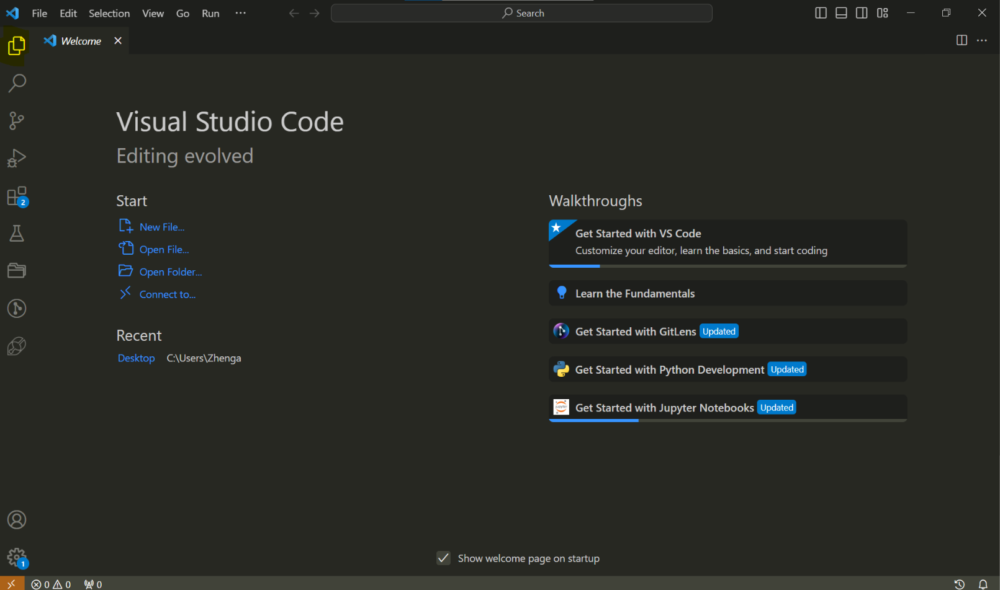 File Edit Selection View Go Run ···
Search
Welcome
Visual Studio Code
Editing evolved
Start
New File...
Open File...
Open Folder...
Connect to...
Recent
Desktop C:\Users\Zhenga
Walkthroughs
Get Started with VS Code
Customize your editor, learn the basics, and start coding
Learn the Fundamentals
Get Started with GitLens Updated
Get Started with Python Development Updated
jupyter Get Started with Jupyter Notebooks Updated
2
1
Show welcome page on startup
0 0 0